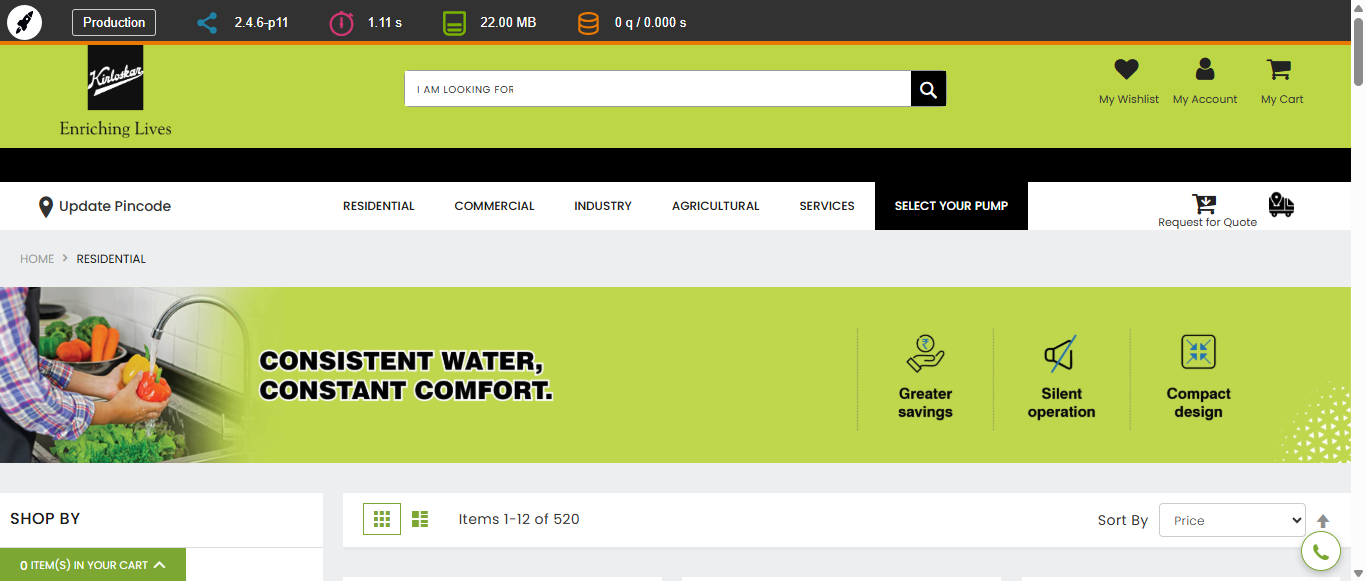 Production
2.4.6-p11
1.11 s
22.00 MB
0 q / 0.000 s
Kirloskar
Enriching Lives
I AM LOOKING FOR
My Wishlist
My Account
My Cart
Update Pincode
RESIDENTIAL
COMMERCIAL
INDUSTRY
AGRICULTURAL
SERVICES
SELECT YOUR PUMP
Request for Quote
HOME > RESIDENTIAL
CONSISTENT WATER,
CONSTANT COMFORT.
Greater
savings
Silent
operation
Compact
design
SHOP BY
Items 1-12 of 520
Sort By
Price
0 ITEM(S) IN YOUR CART